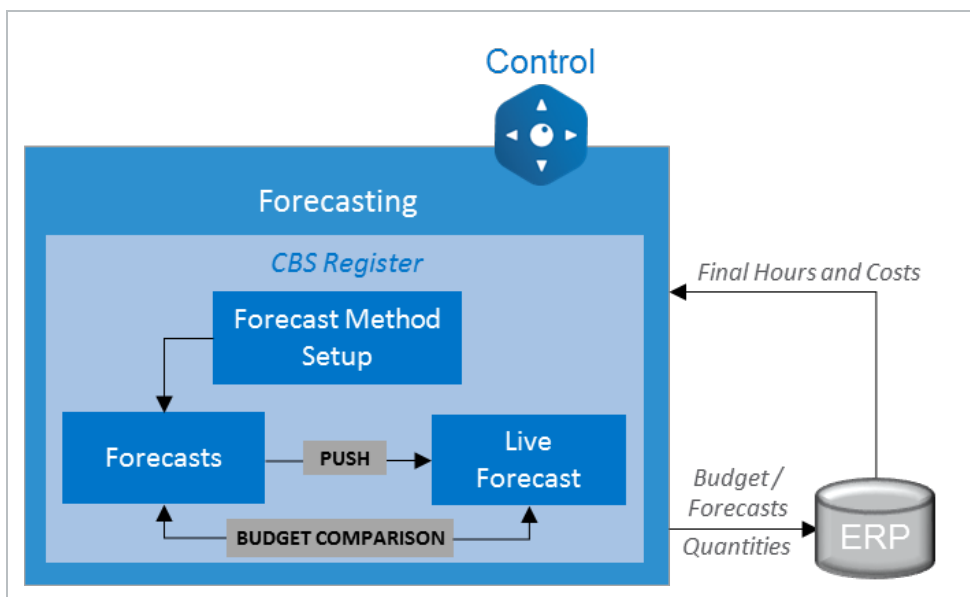 Control
Forecasting
CBS Register
Final Hours and Costs
Forecast Method
Setup
Forecasts
PUSH
Live
Forecast
BUDGET COMPARISON
Budget /
Forecasts
Quantities
ERP